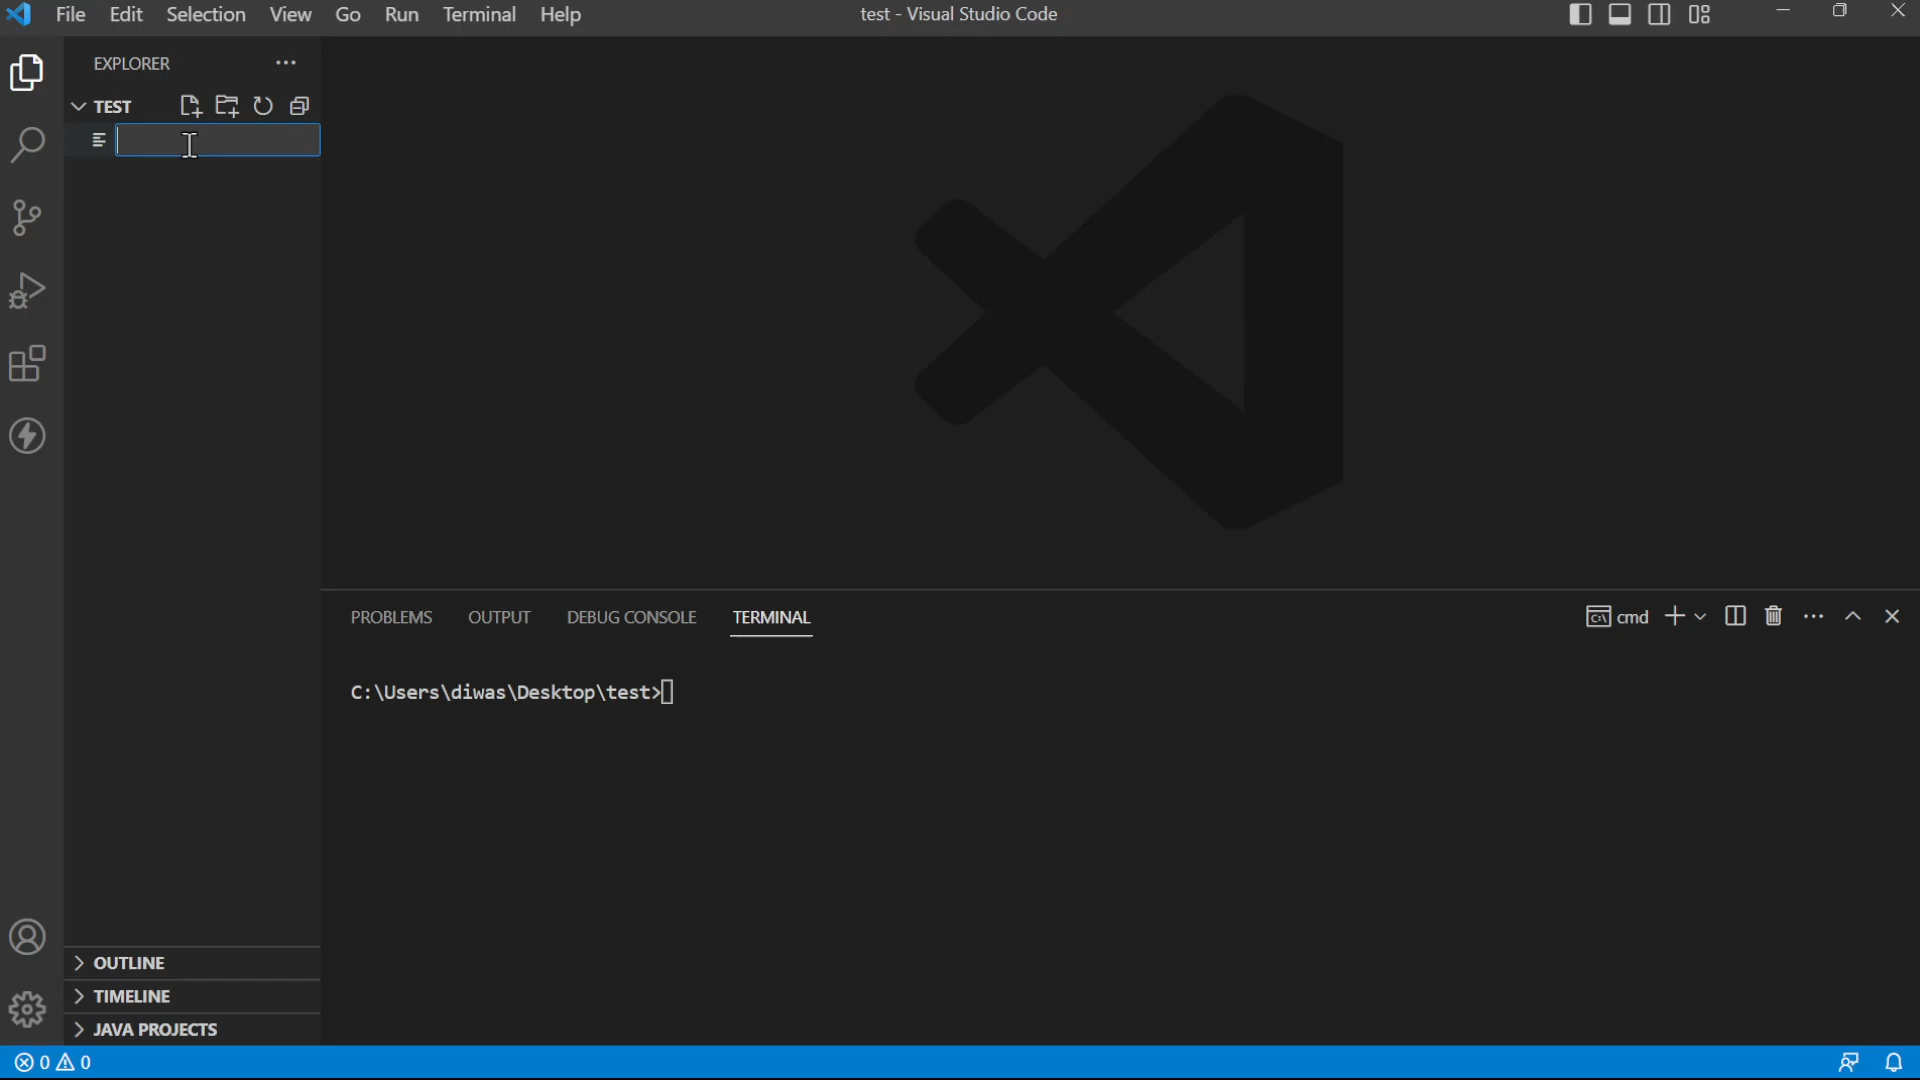 File Edit Selection View Go Run Terminal Help
test - Visual Studio Code
EXPLORER
TEST
PROBLEMS OUTPUT DEBUG CONSOLE TERMINAL
cmd
C:\Users\diwas\Desktop\test>
OUTLINE
TIMELINE
JAVA PROJECTS
0 0